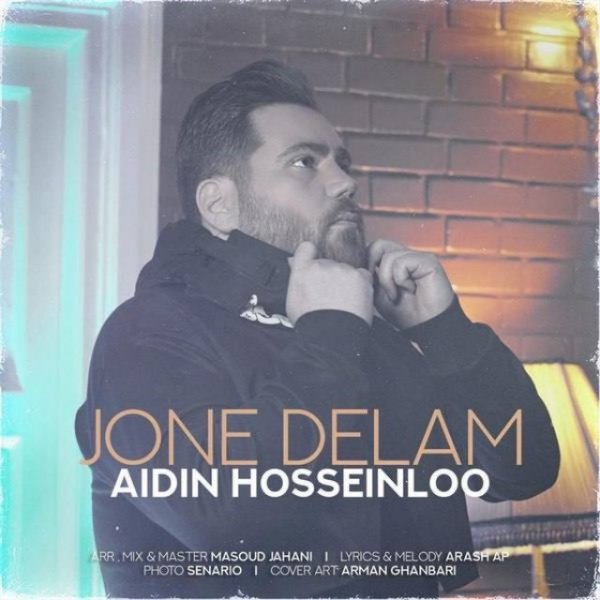 JONE DELAM
AIDIN HOSSEINLOO
ARR . MIX & MASTER MASOUD JAHANI I LYRICS & MELODY ARASH AP
PHOTO SENARIO I COVER ART: ARMAN GHANBARI